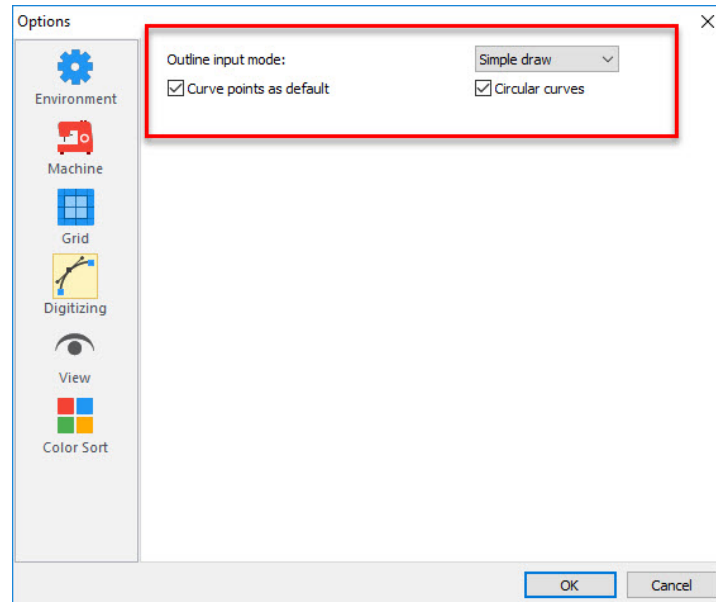 Options
Environment
Machine
Grid
Digitizing
View
Color Sort
Outline input mode: Simple draw
Curve points as default Circular curves
OK Cancel